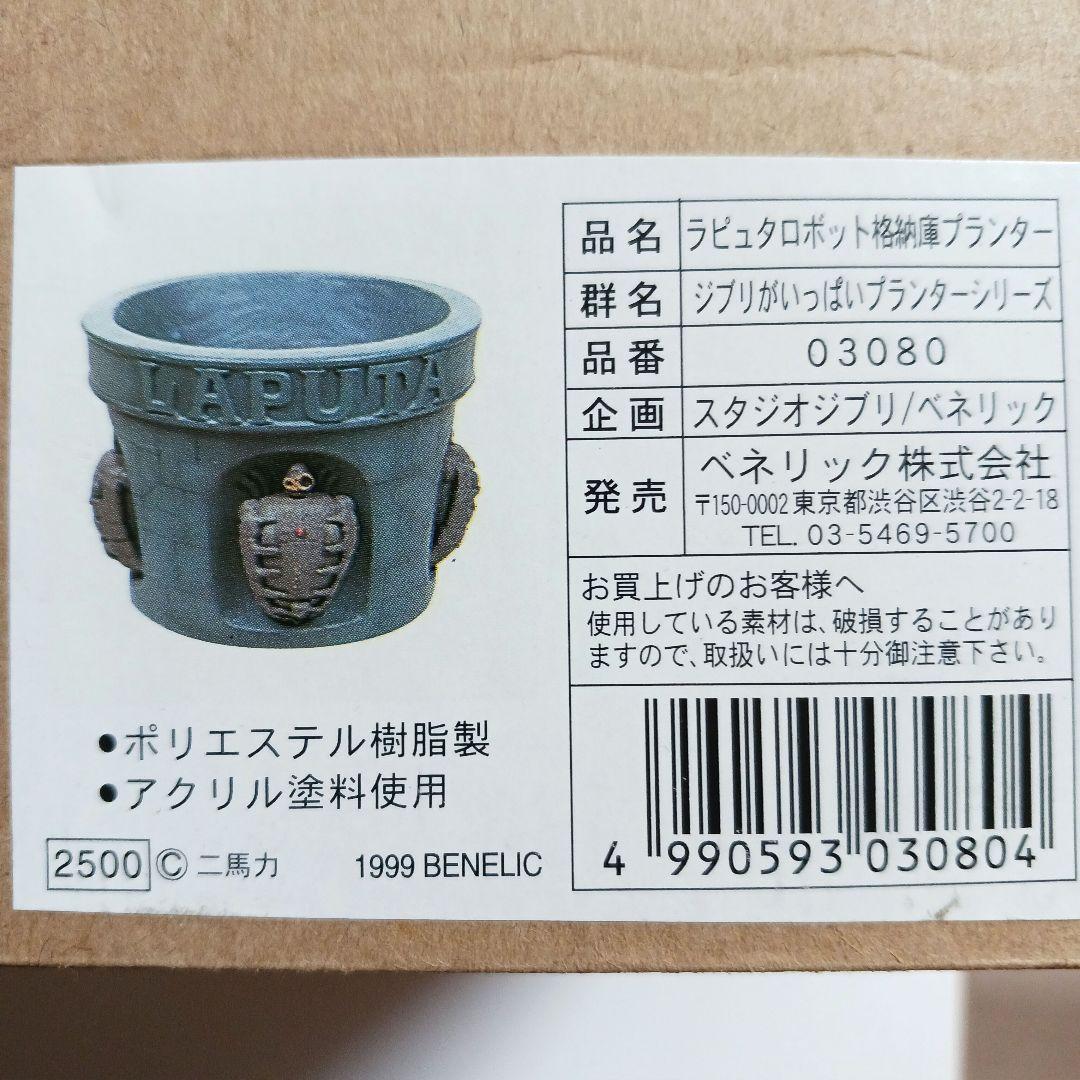 LAPUTA
●ポリエステル樹脂製
●アクリル塗料使用
2500 ©二馬力 1999 BENELIC
品名 ラピュタロボット格納庫プランター
群名 ジブリがいっぱいプランターシリーズ
品番 03080
企画 スタジオジブリ/ベネリック
発売 ベネリック株式会社
〒150-0002東京都渋谷区渋谷2-2-18
TEL. 03-5469-5700
お買上げのお客様へ
使用している素材は、破損することがあり
ますので、取扱いには十分御注意下さい。
4 990593 030804